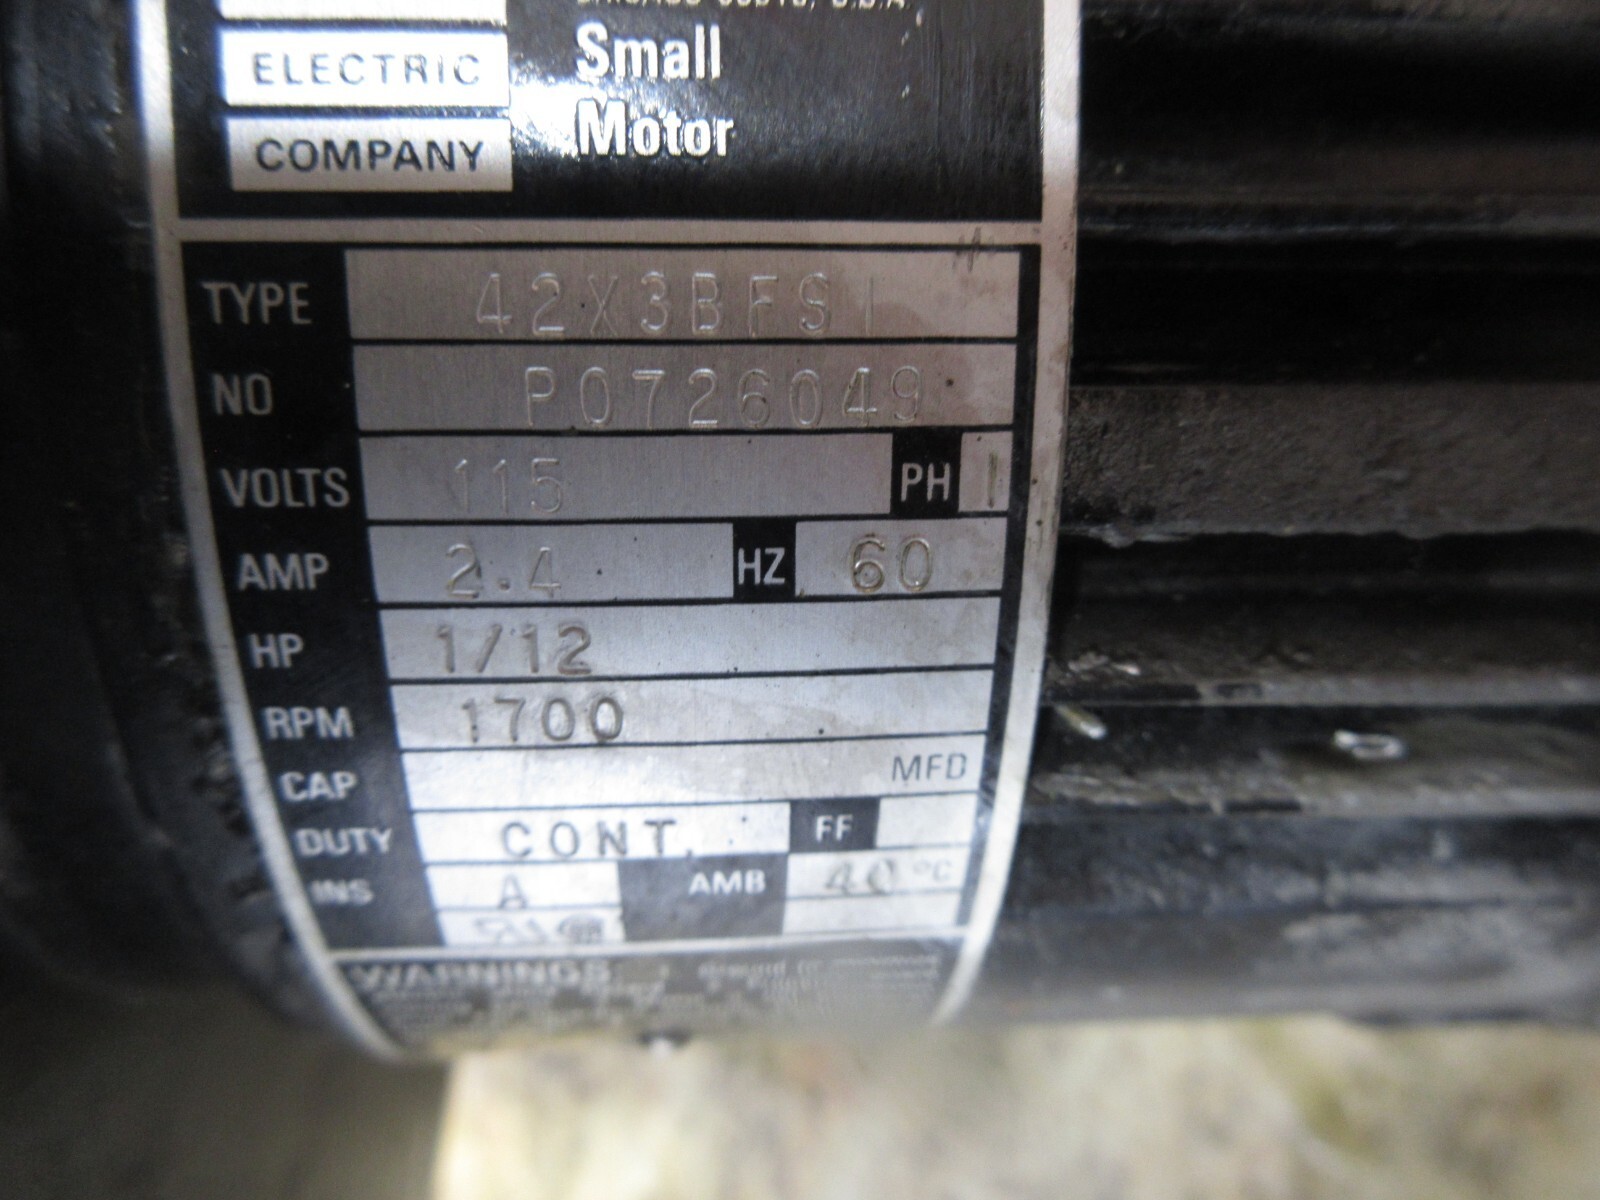 ELECTRIC
COMPANY
Small
Motor
TYPE 42X3BFSI
NO P0726049
VOLTS 115 PH 1
AMP 2.4 HZ 60
HP 1/12
RPM 1700
CAP MFD
DUTY CONT. FF
INS A AMB 40 °C
WARNINGS